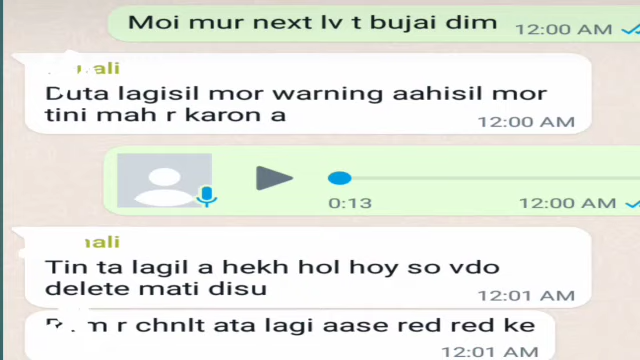 Moi mur next lv t bujai dim 12:00 AM
ali
Duta lagisil mor warning aahisil mor
tini mah r karon a
12:00 AM
0:13 12:00 AM
ali
Tin ta lagil a hekh hol hoy so vdo
delete mati disu
12:01 AM
r chnlt ata lagi aase red red ke
12:01 AM